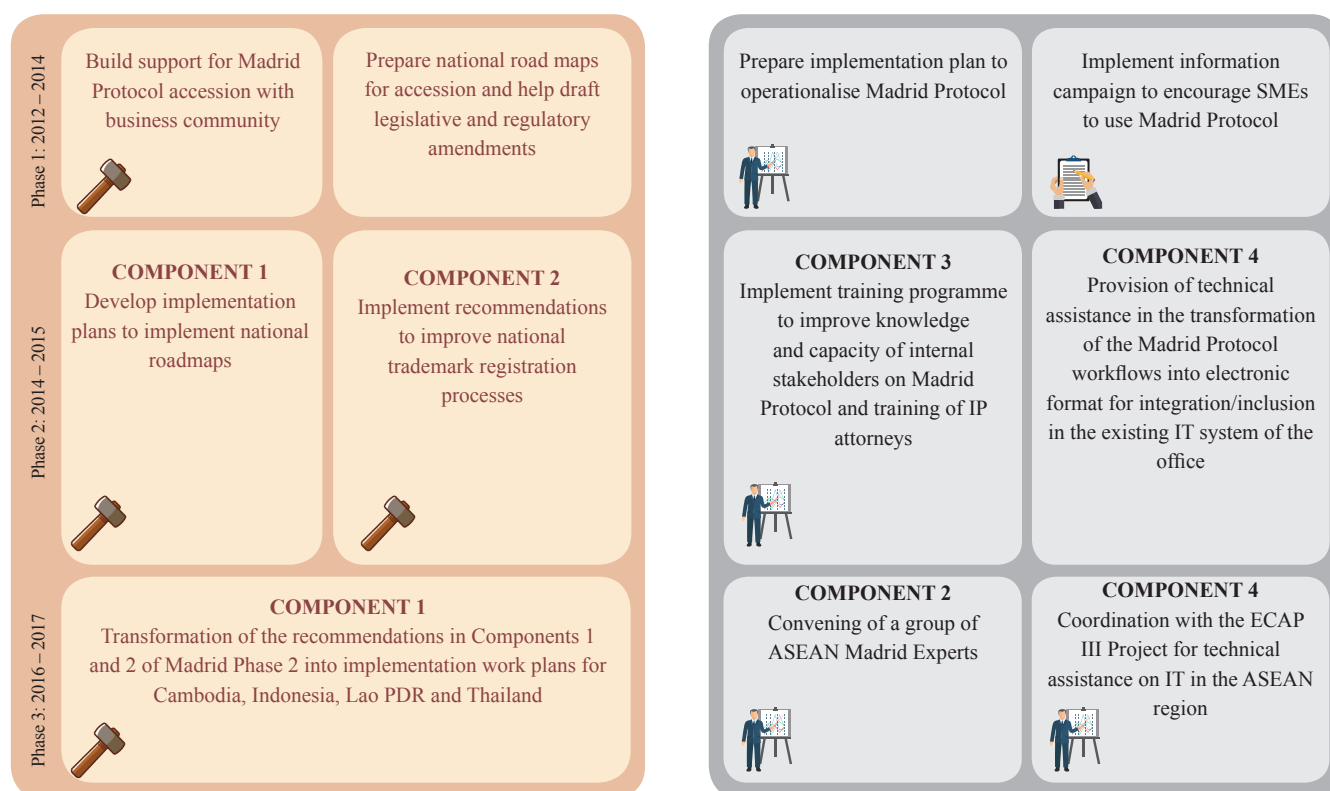 Phase 1: 2012 – 2014
Build support for Madrid
Protocol accession with
business community
Prepare national road maps
for accession and help draft
legislative and regulatory
amendments
Prepare implementation plan to
operationalise Madrid Protocol
Implement information
campaign to encourage SMEs
to use Madrid Protocol
Phase 2: 2014 – 2015
COMPONENT 1
Develop implementation
plans to implement national
roadmaps
COMPONENT 2
Implement recommendations
to improve national
trademark registration
processes
COMPONENT 3
Implement training programme
to improve knowledge
and capacity of internal
stakeholders on Madrid
Protocol and training of IP
attorneys
COMPONENT 4
Provision of technical
assistance in the transformation
of the Madrid Protocol
workflows into electronic
format for integration/inclusion
in the existing IT system of the
office
Phase 3: 2016 – 2017
COMPONENT 1
Transformation of the recommendations in Components 1
and 2 of Madrid Phase 2 into implementation work plans for
Cambodia, Indonesia, Lao PDR and Thailand
COMPONENT 2
Convening of a group of
ASEAN Madrid Experts
COMPONENT 4
Coordination with the ECAP
III Project for technical
assistance on IT in the ASEAN
region